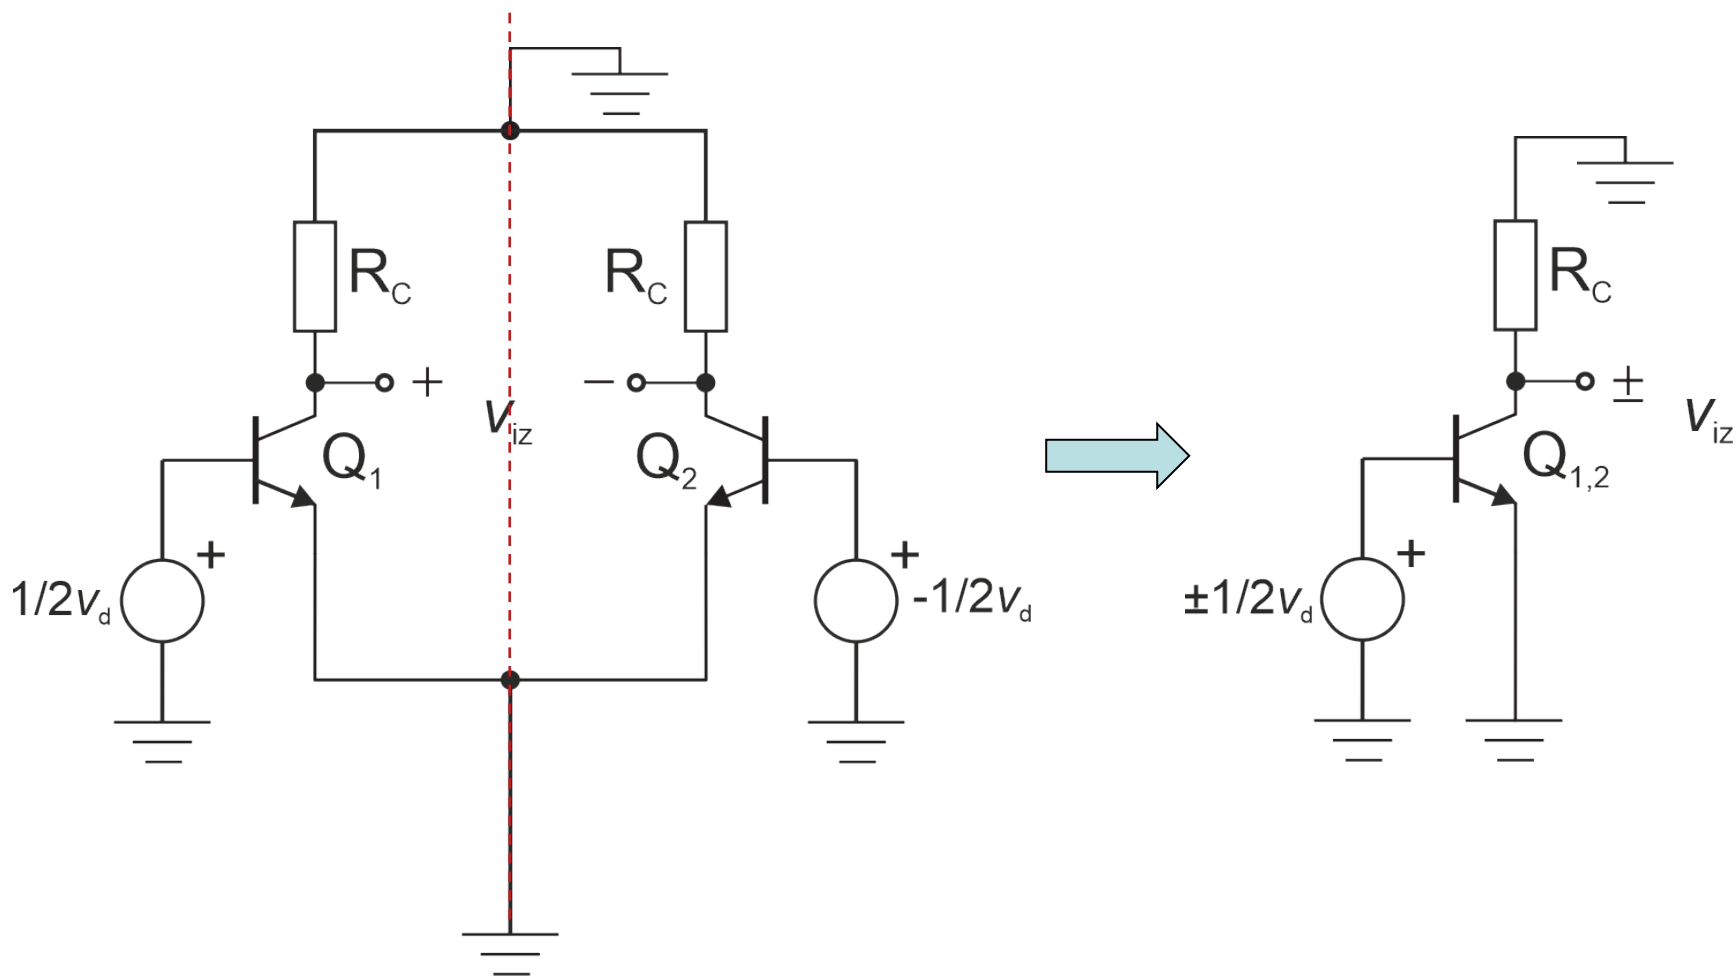 R_C
R_C
R_C
+
−
±
v_iz
v_iz
Q_1
Q_2
Q_1,2
+
+
+
1/2v_d
-1/2v_d
±1/2v_d